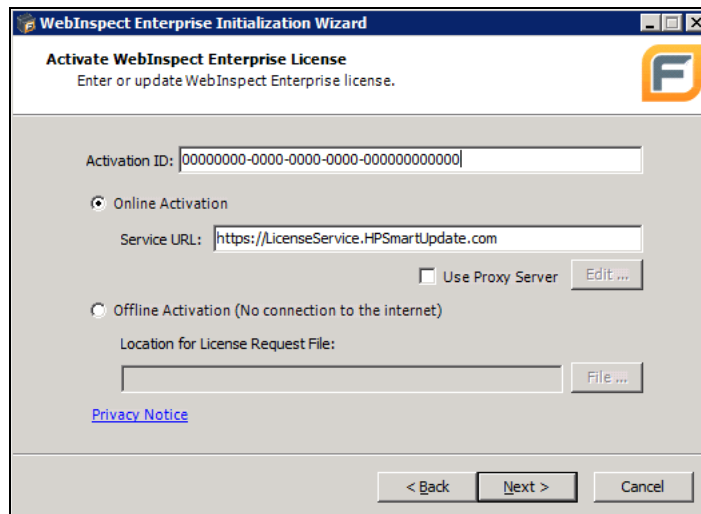 WebInspect Enterprise Initialization Wizard
Activate WebInspect Enterprise License
Enter or update WebInspect Enterprise license.
F
Activation ID: 00000000-0000-0000-0000-000000000000
Online Activation
Service URL: https://LicenseService.HPSmartUpdate.com
Use Proxy Server Edit ...
Offline Activation (No connection to the internet)
Location for License Request File:
File ...
Privacy Notice
< Back Next > Cancel